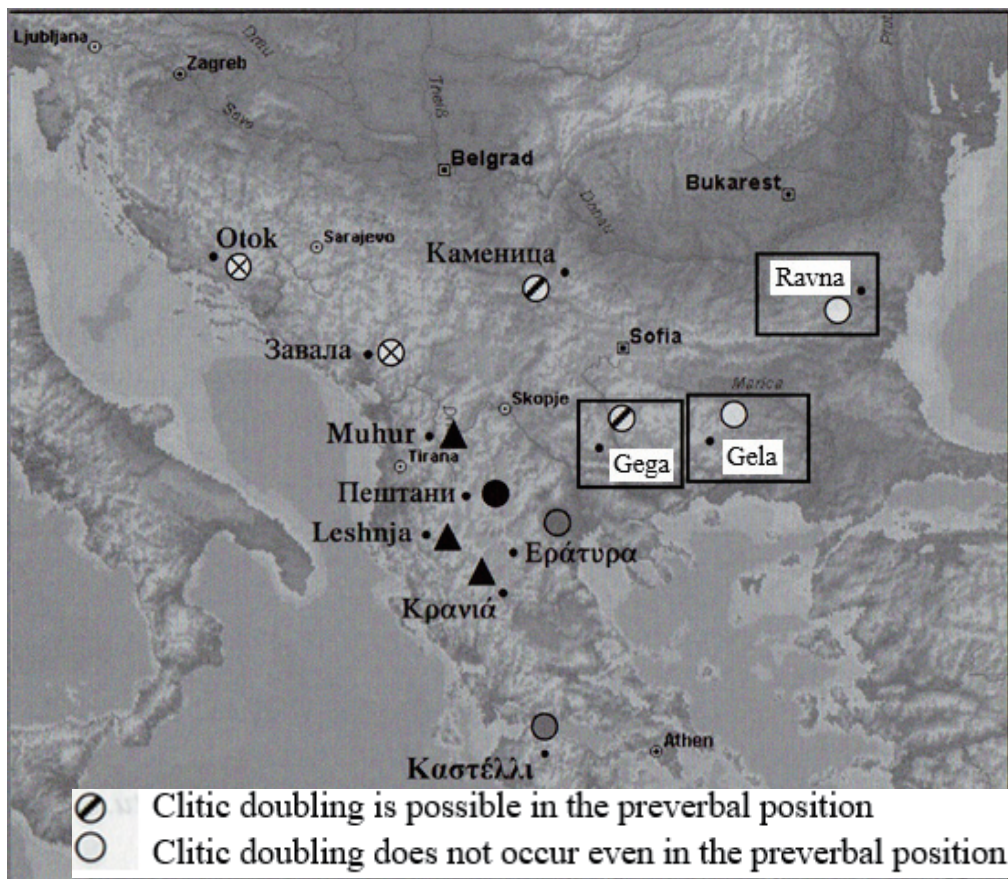 Ljubljana
Drau
Prut
Zagreb
Theiß
Save
Belgrad
Bukarest
Donau
Otok
Sarajevo
Каменица
Ravna
Завала
Sofia
Marica
Skopje
Muhur
Tirana
Gega
Gela
Пештани
Leshnja
Εράτυρα
Κρανιά
Athen
Καστέλλι
Clitic doubling is possible in the preverbal position
Clitic doubling does not occur even in the preverbal position